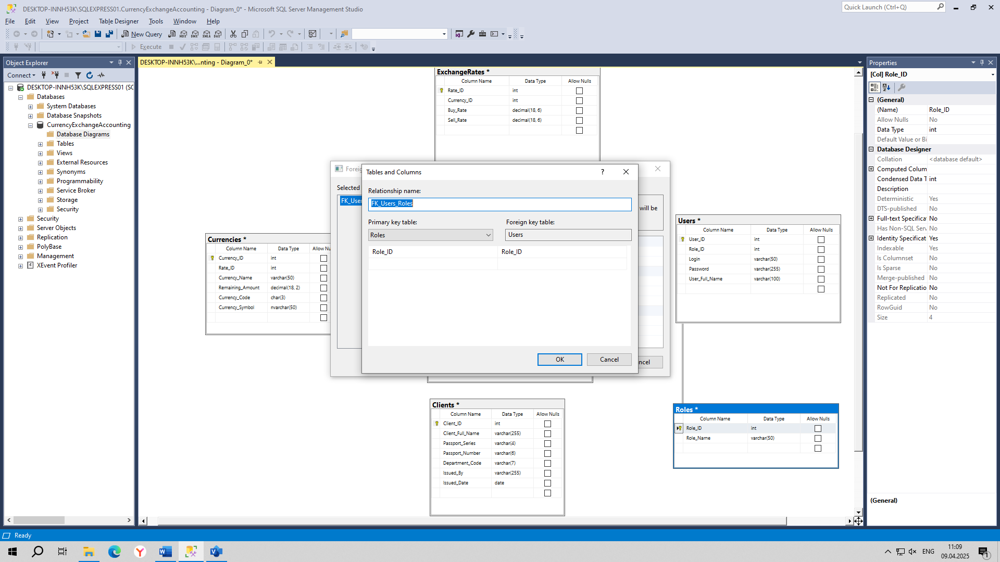 DESKTOP-INNH53K\SQLEXPRESS01.CurrencyExchangeAccounting - Diagram_0* - Microsoft SQL Server Management Studio
Quick Launch (Ctrl+Q)
File Edit View Project Table Designer Tools Window Help
New Query
Execute
Object Explorer
Connect
DESKTOP-INNH53K\SQLEXPRESS01 (SC
Databases
System Databases
Database Snapshots
CurrencyExchangeAccounting
Database Diagrams
Tables
Views
External Resources
Synonyms
Programmability
Service Broker
Storage
Security
Security
Server Objects
Replication
PolyBase
Management
XEvent Profiler
DESKTOP-INNH53K\...nting - Diagram_0*
ExchangeRates *
Column Name Data Type Allow Nulls
Rate_ID int
Currency_ID int
Buy_Rate decimal(18, 6)
Sell_Rate decimal(18, 6)
Currencies *
Column Name Data Type Allow Nu
Currency_ID int
Rate_ID int
Currency_Name varchar(50)
Remaining_Amount decimal(18, 2)
Currency_Code char(3)
Currency_Symbol nvarchar(50)
Foreig
Selected
FK_User
will be
ncel
Tables and Columns
?
Relationship name:
FK_Users_Roles
Primary key table: Foreign key table:
Roles Users
Role_ID Role_ID
OK Cancel
Users *
Column Name Data Type Allow Nulls
User_ID int
Role_ID int
Login varchar(50)
Password varchar(255)
User_Full_Name varchar(100)
Clients *
Column Name Data Type Allow Nulls
Client_ID int
Client_Full_Name varchar(255)
Passport_Series varchar(4)
Passport_Number varchar(6)
Department_Code varchar(7)
Issued_By varchar(255)
Issued_Date date
Roles *
Column Name Data Type Allow Nulls
Role_ID int
Role_Name varchar(50)
Properties
[Col] Role_ID
(General)
(Name) Role_ID
Allow Nulls No
Data Type int
Default Value or Bi
Database Designer
Collation <database default>
Computed Colum
Condensed Data T int
Description
Deterministic Yes
DTS-published No
Full-text Specifica No
Has Non-SQL Serv No
Identity Specificat Yes
Indexable Yes
Is Columnset No
Is Sparse No
Merge-published No
Not For Replicatio No
Replicated No
RowGuid No
Size 4
(General)
Ready
ENG
11:09
09.04.2025
1